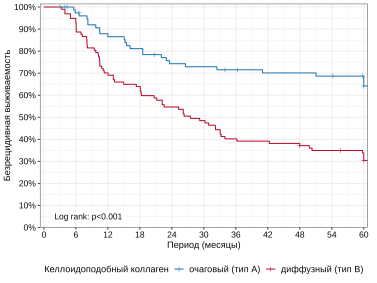 Безрецидивная выживаемость
100%
90%
80%
70%
60%
50%
40%
30%
20%
10%
0%
Log rank: p<0.001
0 6 12 18 24 30 36 42 48 54 60
Период (месяцы)
Келлоидоподобный коллаген очаговый (тип А) диффузный (тип В)